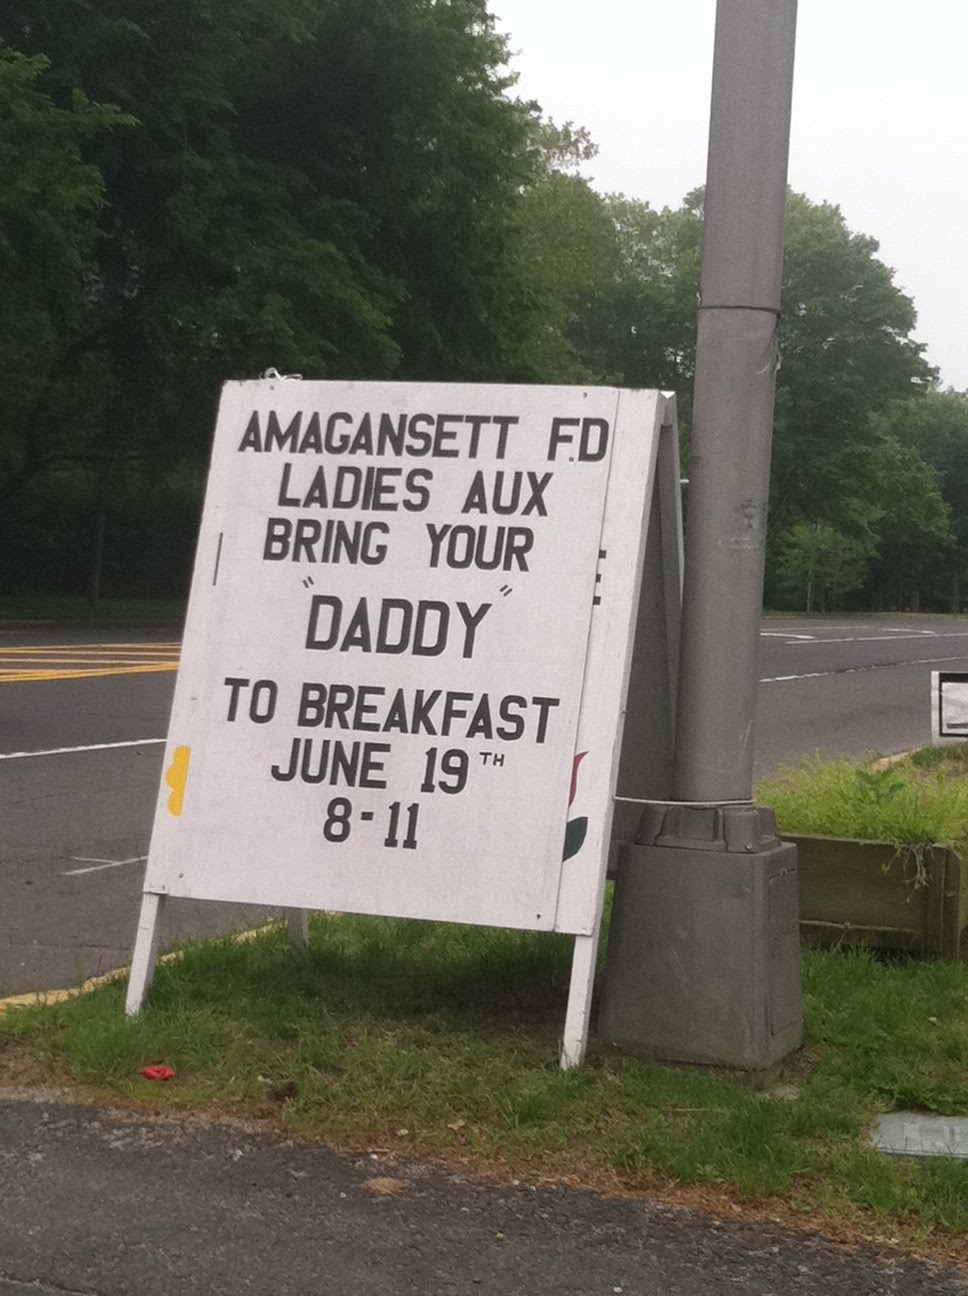 AMAGANSETT F.D
LADIES AUX
BRING YOUR
"DADDY"
TO BREAKFAST
JUNE 19TH
8-11